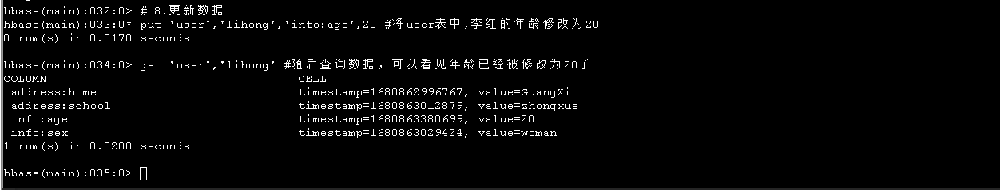 hbase(main):032:0> # 8.更新数据
hbase(main):033:0* put 'user','lihong','info:age',20 #将user表中,李红的年龄修改为20
0 row(s) in 0.0170 seconds
hbase(main):034:0> get 'user','lihong' #随后查询数据，可以看见年龄已经被修改为20了
COLUMN CELL
address:home timestamp=1680862996767, value=GuangXi
address:school timestamp=1680863012879, value=zhongxue
info:age timestamp=1680863380699, value=20
info:sex timestamp=1680863029424, value=woman
1 row(s) in 0.0200 seconds
hbase(main):035:0>